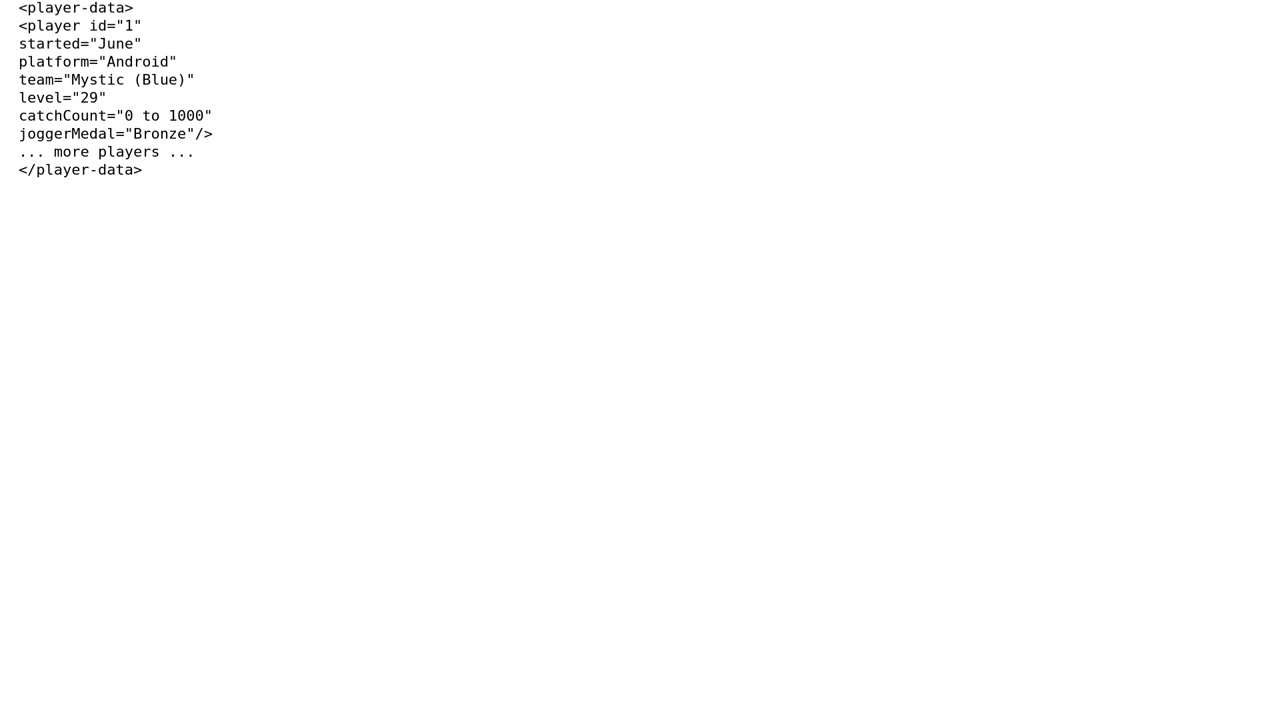 <player-data>
<player id="1"
started="June"
platform="Android"
team="Mystic (Blue)"
level="29"
catchCount="0 to 1000"
joggerMedal="Bronze"/>
... more players ...
</player-data>